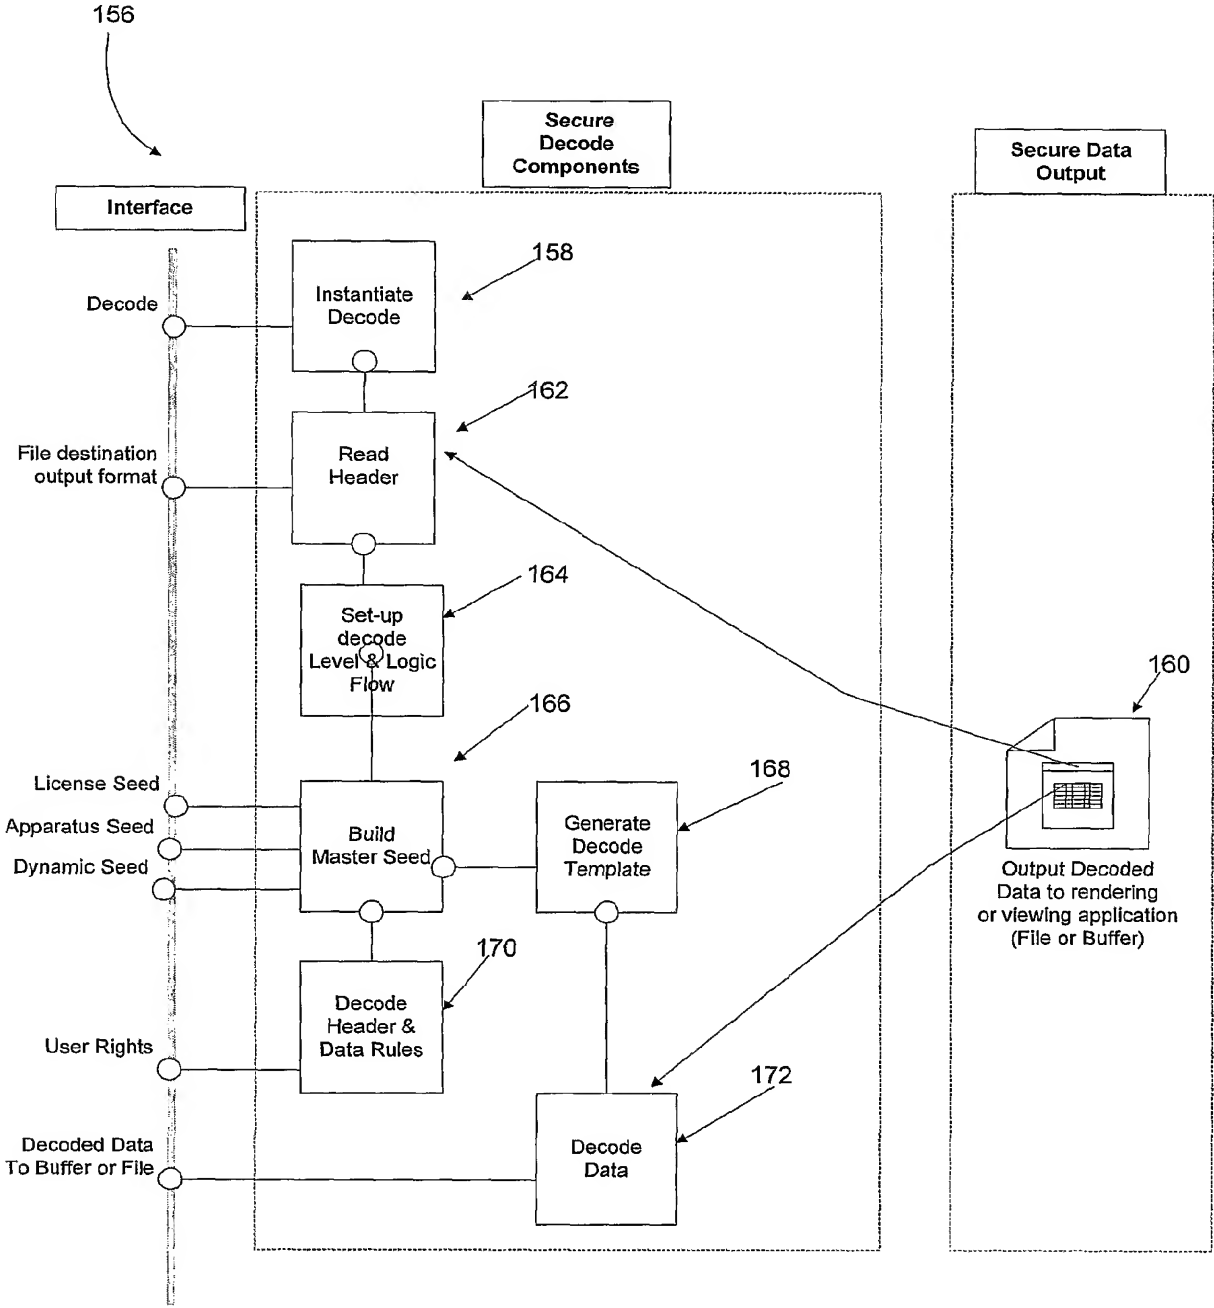 156
Secure
Decode
Components
Secure Data
Output
Interface
158
Instantiate
Decode
Decode
162
File destination
output format
Read
Header
164
Set-up
decode
Level & Logic
Flow
160
166
License Seed
Apparatus Seed
Dynamic Seed
Build
Master Seed
168
Generate
Decode
Template
Output Decoded
Data to rendering
or viewing application
(File or Buffer)
170
Decode
Header &
Data Rules
User Rights
172
Decoded Data
To Buffer or File
Decode
Data